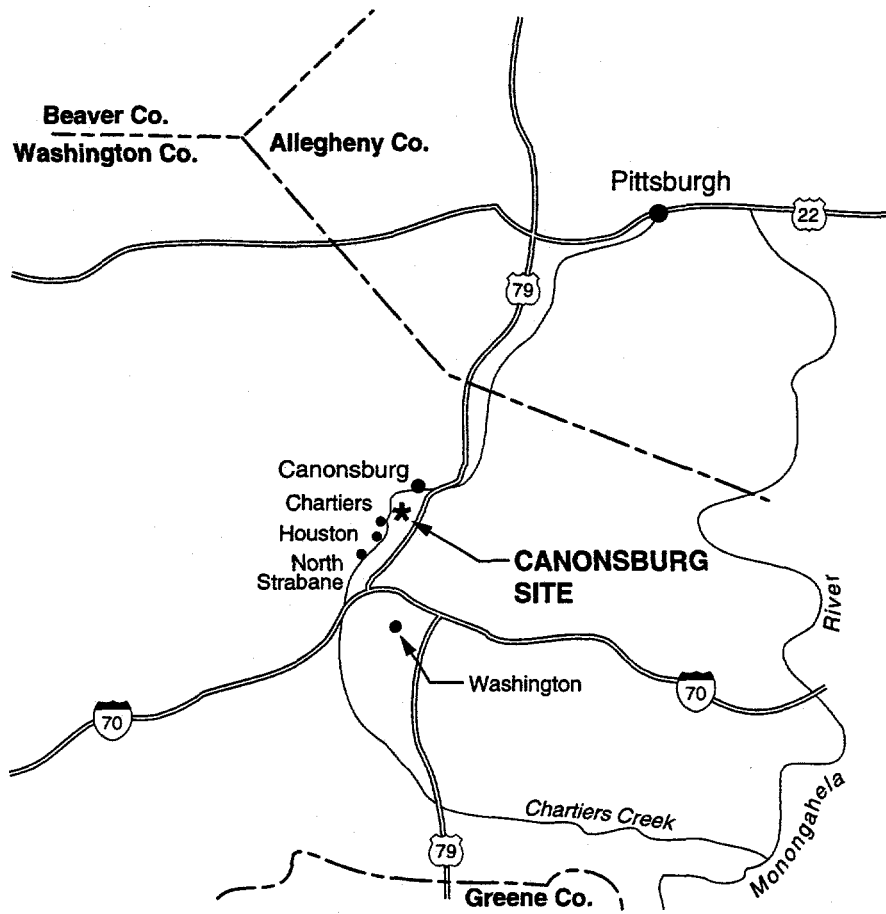 Beaver Co.
Washington Co.
Allegheny Co.
Pittsburgh
22
79
Canonsburg
Chartiers
Houston
North
Strabane
CANONSBURG
SITE
River
Washington
70
70
Chartiers Creek
Monongahela
79
Greene Co.